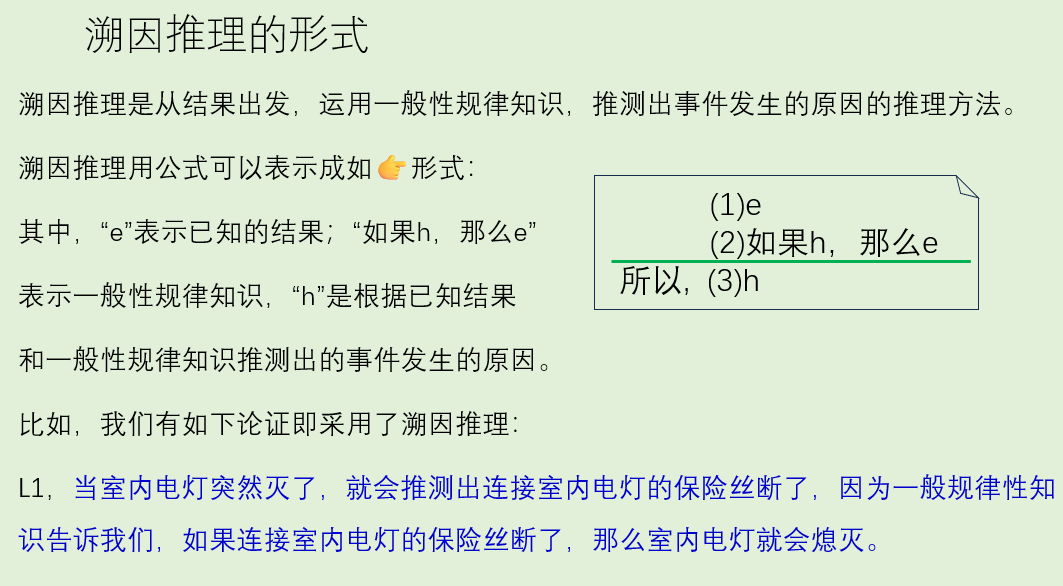 溯因推理的形式
溯因推理是从结果出发，运用一般性规律知识，推测出事件发生的原因的推理方法。
溯因推理用公式可以表示成如👉形式：
其中，“e”表示已知的结果；“如果h，那么e”
表示一般性规律知识，“h”是根据已知结果
和一般性规律知识推测出的事件发生的原因。
(1)e
(2)如果h，那么e
所以，(3)h
比如，我们有如下论证即采用了溯因推理：
L1，当室内电灯突然灭了，就会推测出连接室内电灯的保险丝断了，因为一般规律性知
识告诉我们，如果连接室内电灯的保险丝断了，那么室内电灯就会熄灭。